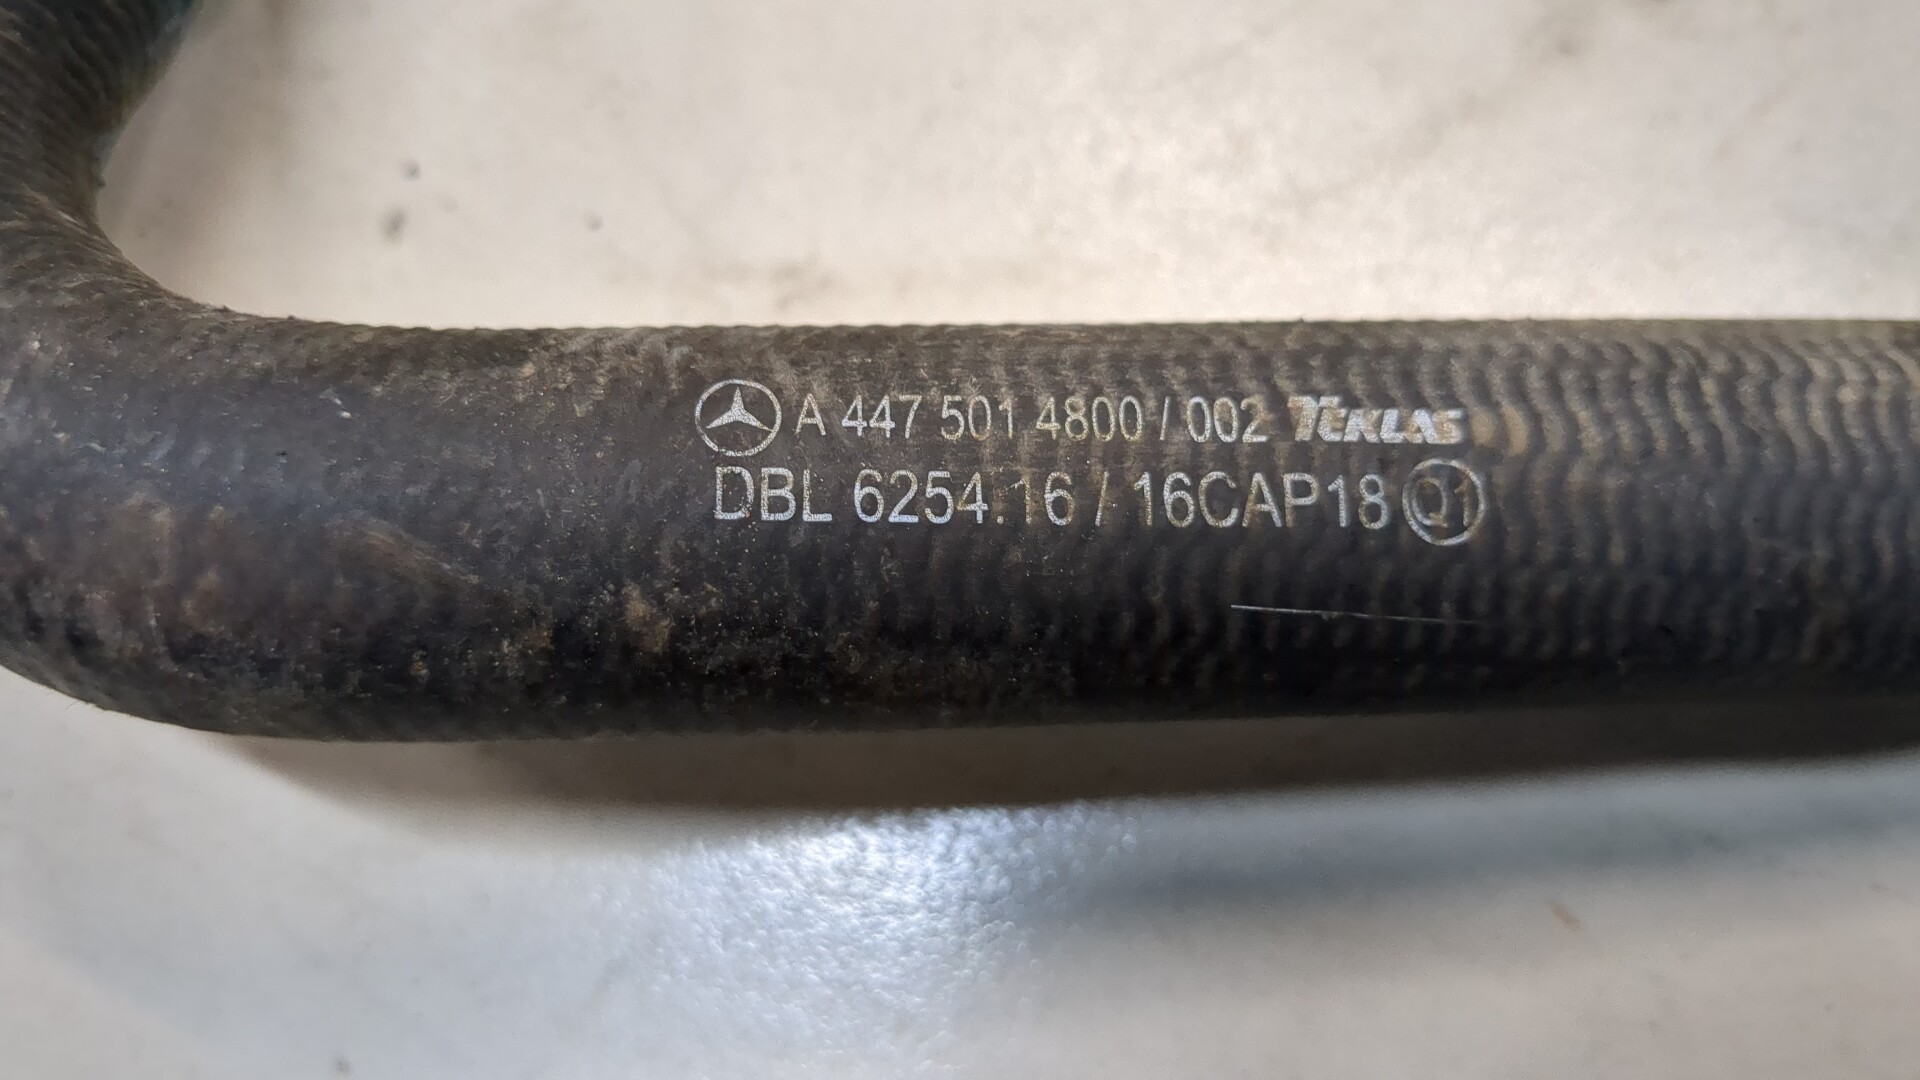 A 447 501 4800 / 002 TEKLAS
DBL 6254.16 / 16CAP18 Q1